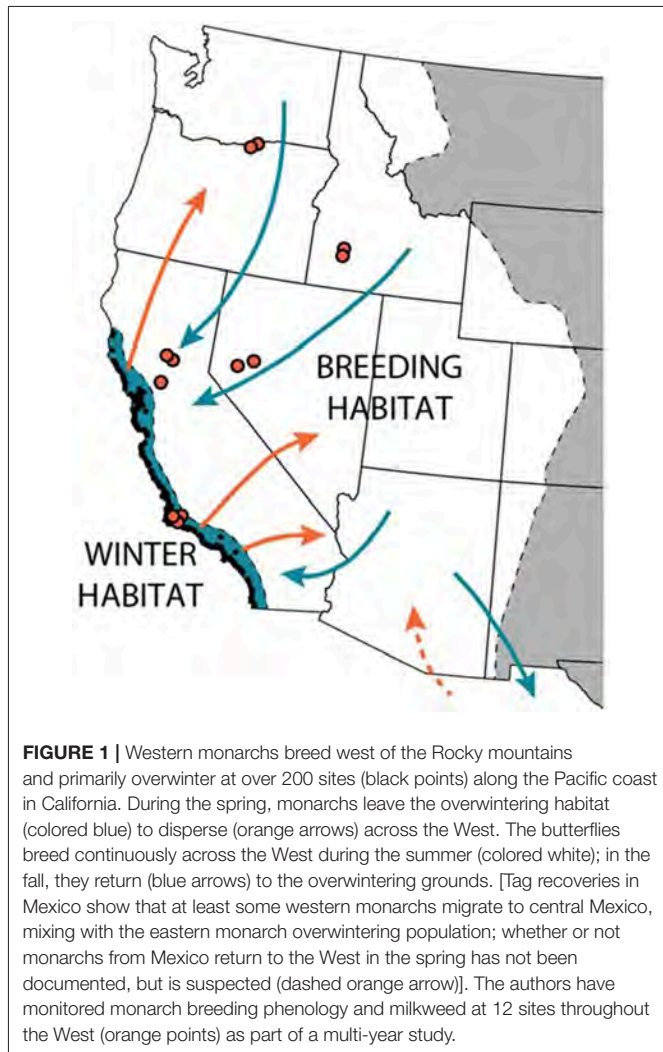 BREEDING
HABITAT
WINTER
HABITAT
FIGURE 1 | Western monarchs breed west of the Rocky mountains
and primarily overwinter at over 200 sites (black points) along the Pacific coast
in California. During the spring, monarchs leave the overwintering habitat
(colored blue) to disperse (orange arrows) across the West. The butterflies
breed continuously across the West during the summer (colored white); in the
fall, they return (blue arrows) to the overwintering grounds. [Tag recoveries in
Mexico show that at least some western monarchs migrate to central Mexico,
mixing with the eastern monarch overwintering population; whether or not
monarchs from Mexico return to the West in the spring has not been
documented, but is suspected (dashed orange arrow)]. The authors have
monitored monarch breeding phenology and milkweed at 12 sites throughout
the West (orange points) as part of a multi-year study.